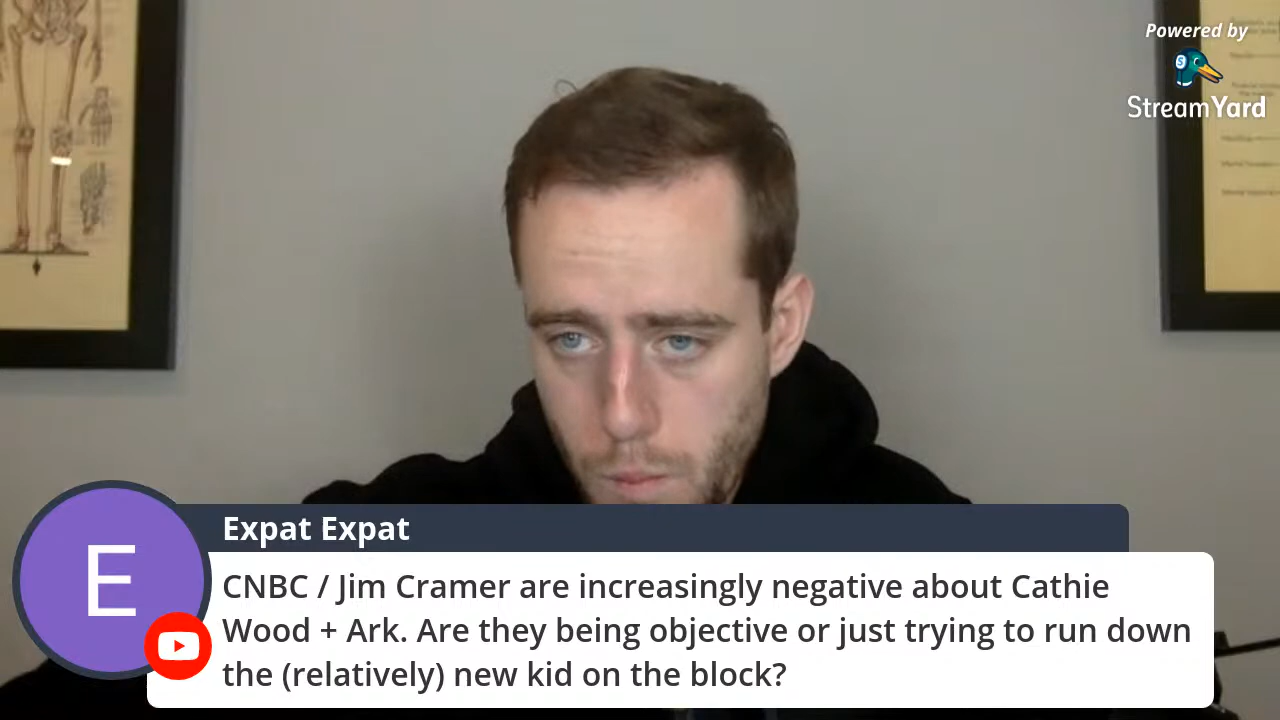 Powered by
StreamYard
Expat Expat
E
CNBC / Jim Cramer are increasingly negative about Cathie
Wood + Ark. Are they being objective or just trying to run down
the (relatively) new kid on the block?